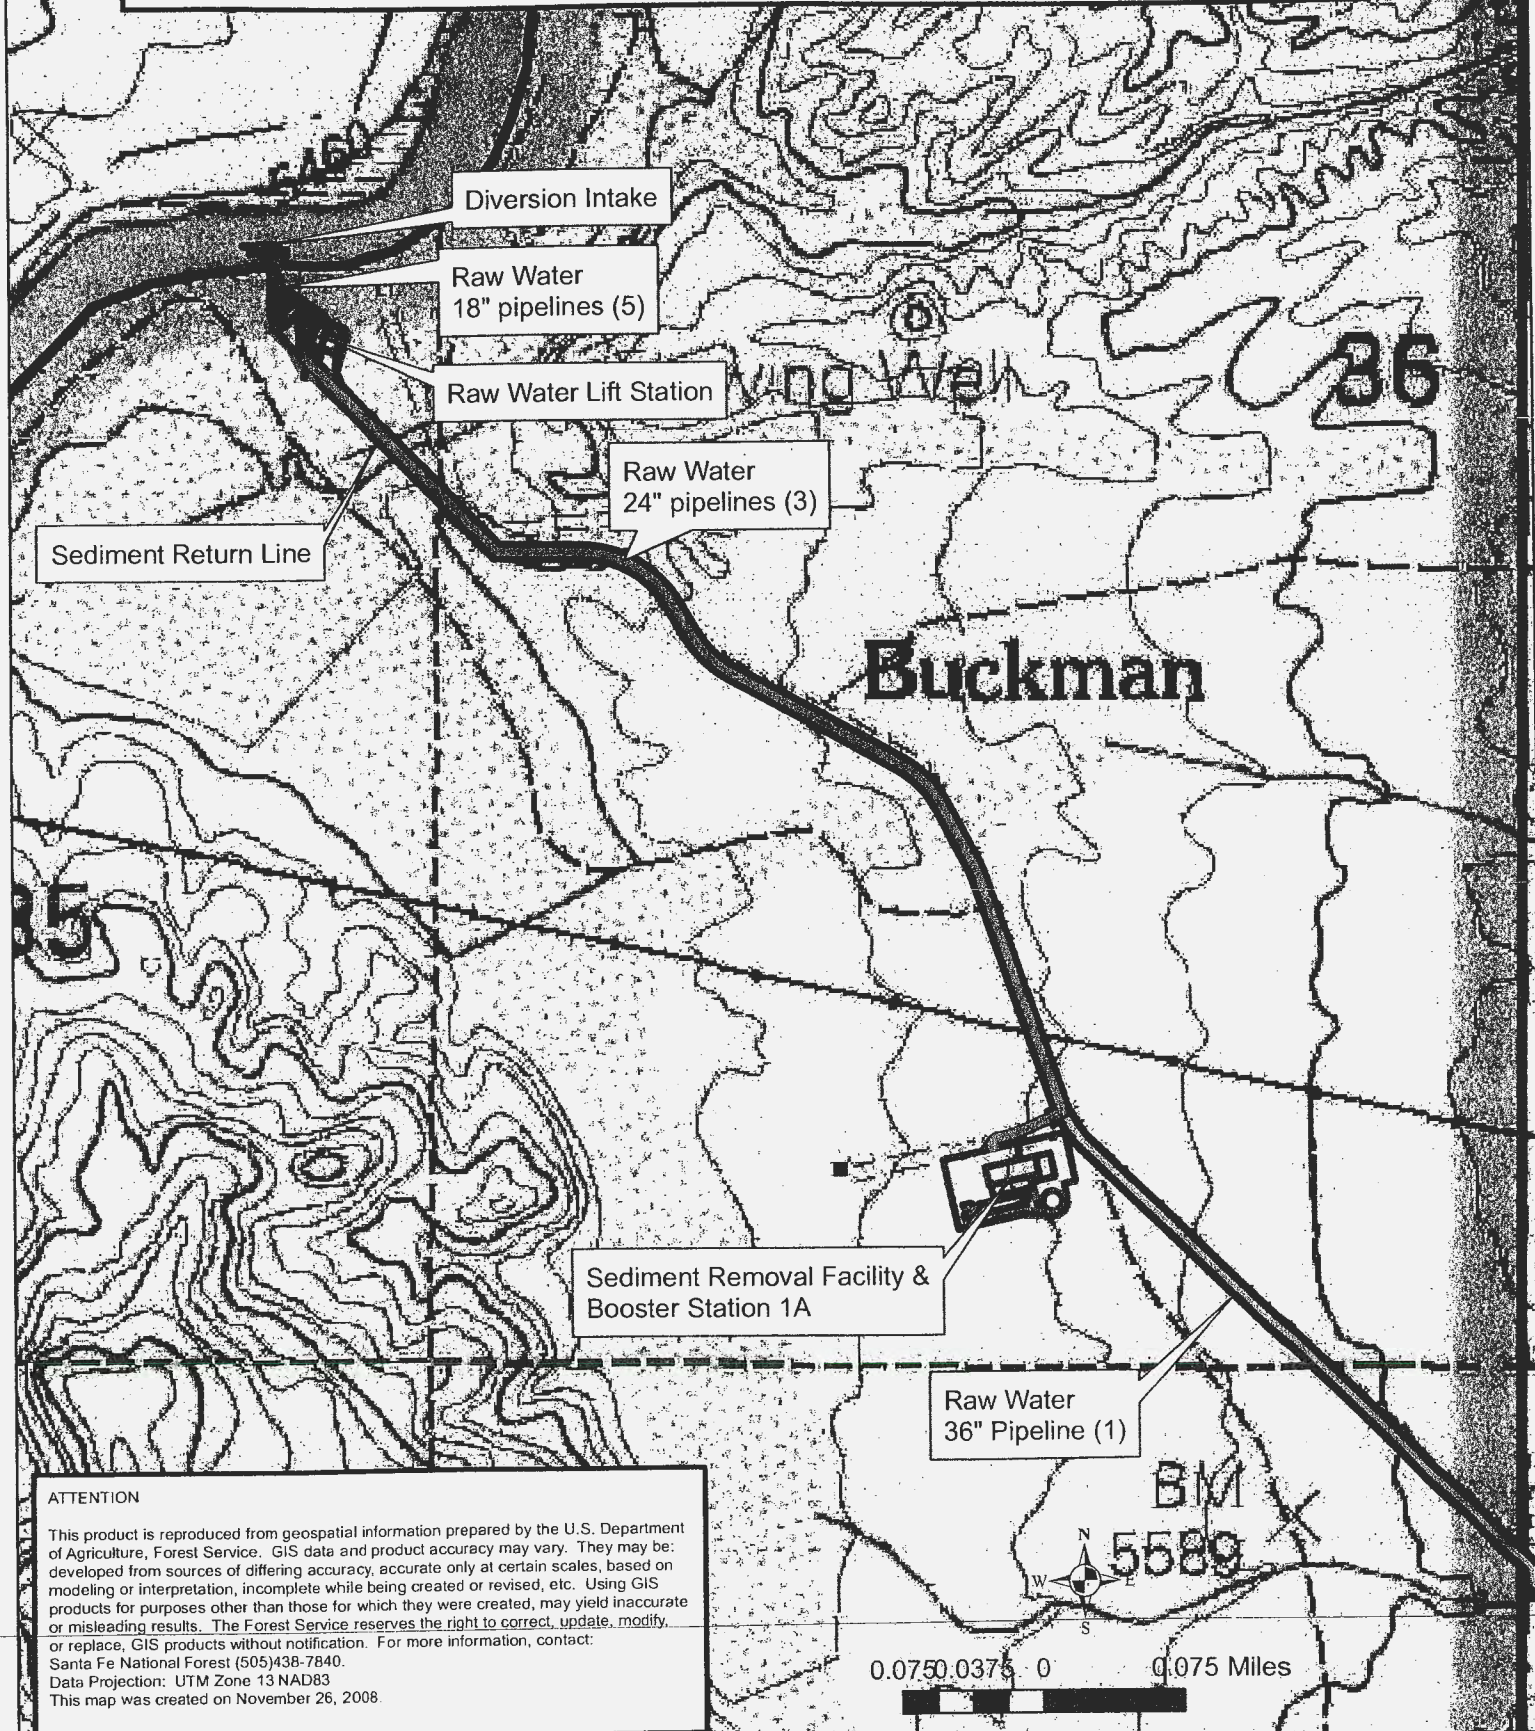 5450
Diversion Intake
Raw Water
18" pipelines (5)
Raw Water Lift Station
36
Raw Water
24" pipelines (3)
Sediment Return Line
Buckman
35
Sediment Removal Facility &
Booster Station 1A
Raw Water
36" Pipeline (1)
BM
5589
N
W
E
S
0.075 0.0375 0 0.075 Miles
ATTENTION
This product is reproduced from geospatial information prepared by the U.S. Department
of Agriculture, Forest Service. GIS data and product accuracy may vary. They may be:
developed from sources of differing accuracy, accurate only at certain scales, based on
modeling or interpretation, incomplete while being created or revised, etc. Using GIS
products for purposes other than those for which they were created, may yield inaccurate
or misleading results. The Forest Service reserves the right to correct, update, modify,
or replace, GIS products without notification. For more information, contact:
Santa Fe National Forest (505)438-7840.
Data Projection: UTM Zone 13 NAD83
This map was created on November 26, 2008.